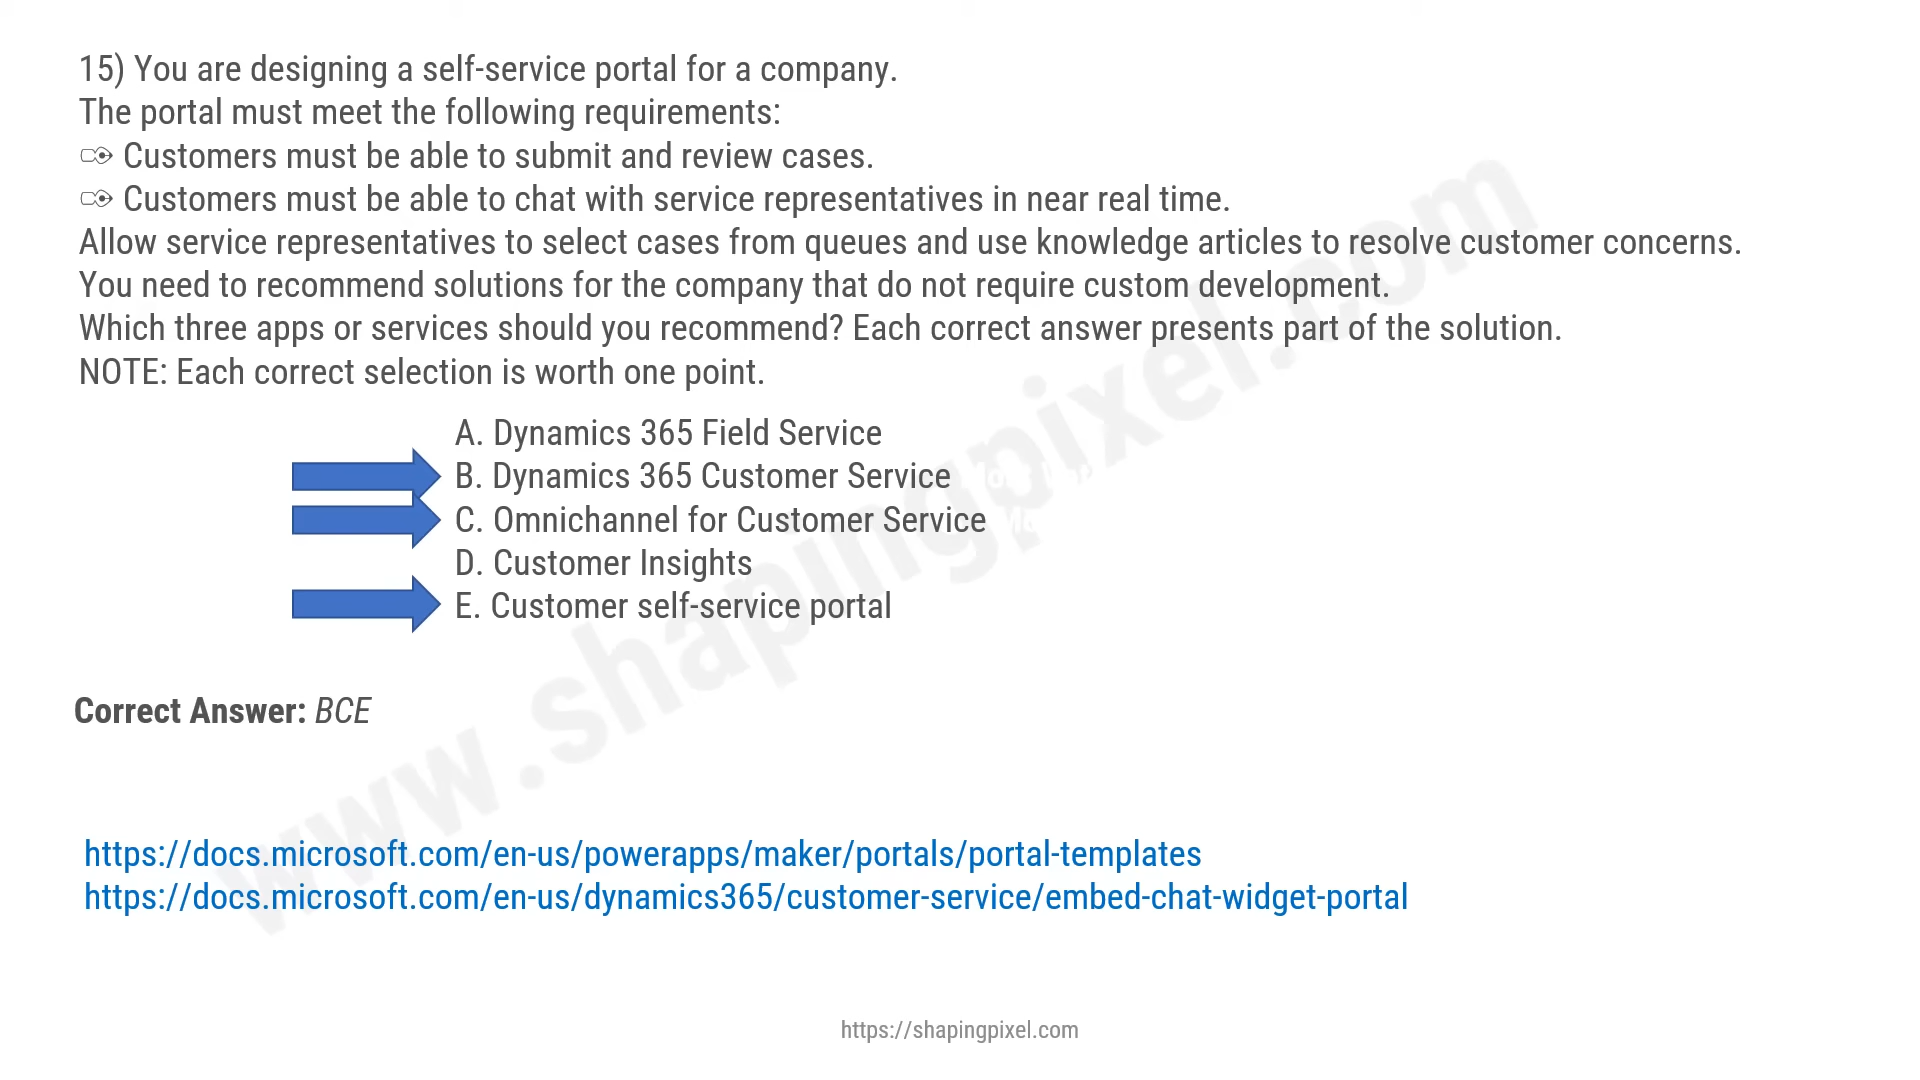 15) You are designing a self-service portal for a company.
The portal must meet the following requirements:
Customers must be able to submit and review cases.
Customers must be able to chat with service representatives in near real time.
Allow service representatives to select cases from queues and use knowledge articles to resolve customer concerns.
You need to recommend solutions for the company that do not require custom development.
Which three apps or services should you recommend? Each correct answer presents part of the solution.
NOTE: Each correct selection is worth one point.
A. Dynamics 365 Field Service
B. Dynamics 365 Customer Service
C. Omnichannel for Customer Service
D. Customer Insights
E. Customer self-service portal
Correct Answer: BCE
https://docs.microsoft.com/en-us/powerapps/maker/portals/portal-templates
https://docs.microsoft.com/en-us/dynamics365/customer-service/embed-chat-widget-portal
www.shapingpixel.com
https://shapingpixel.com